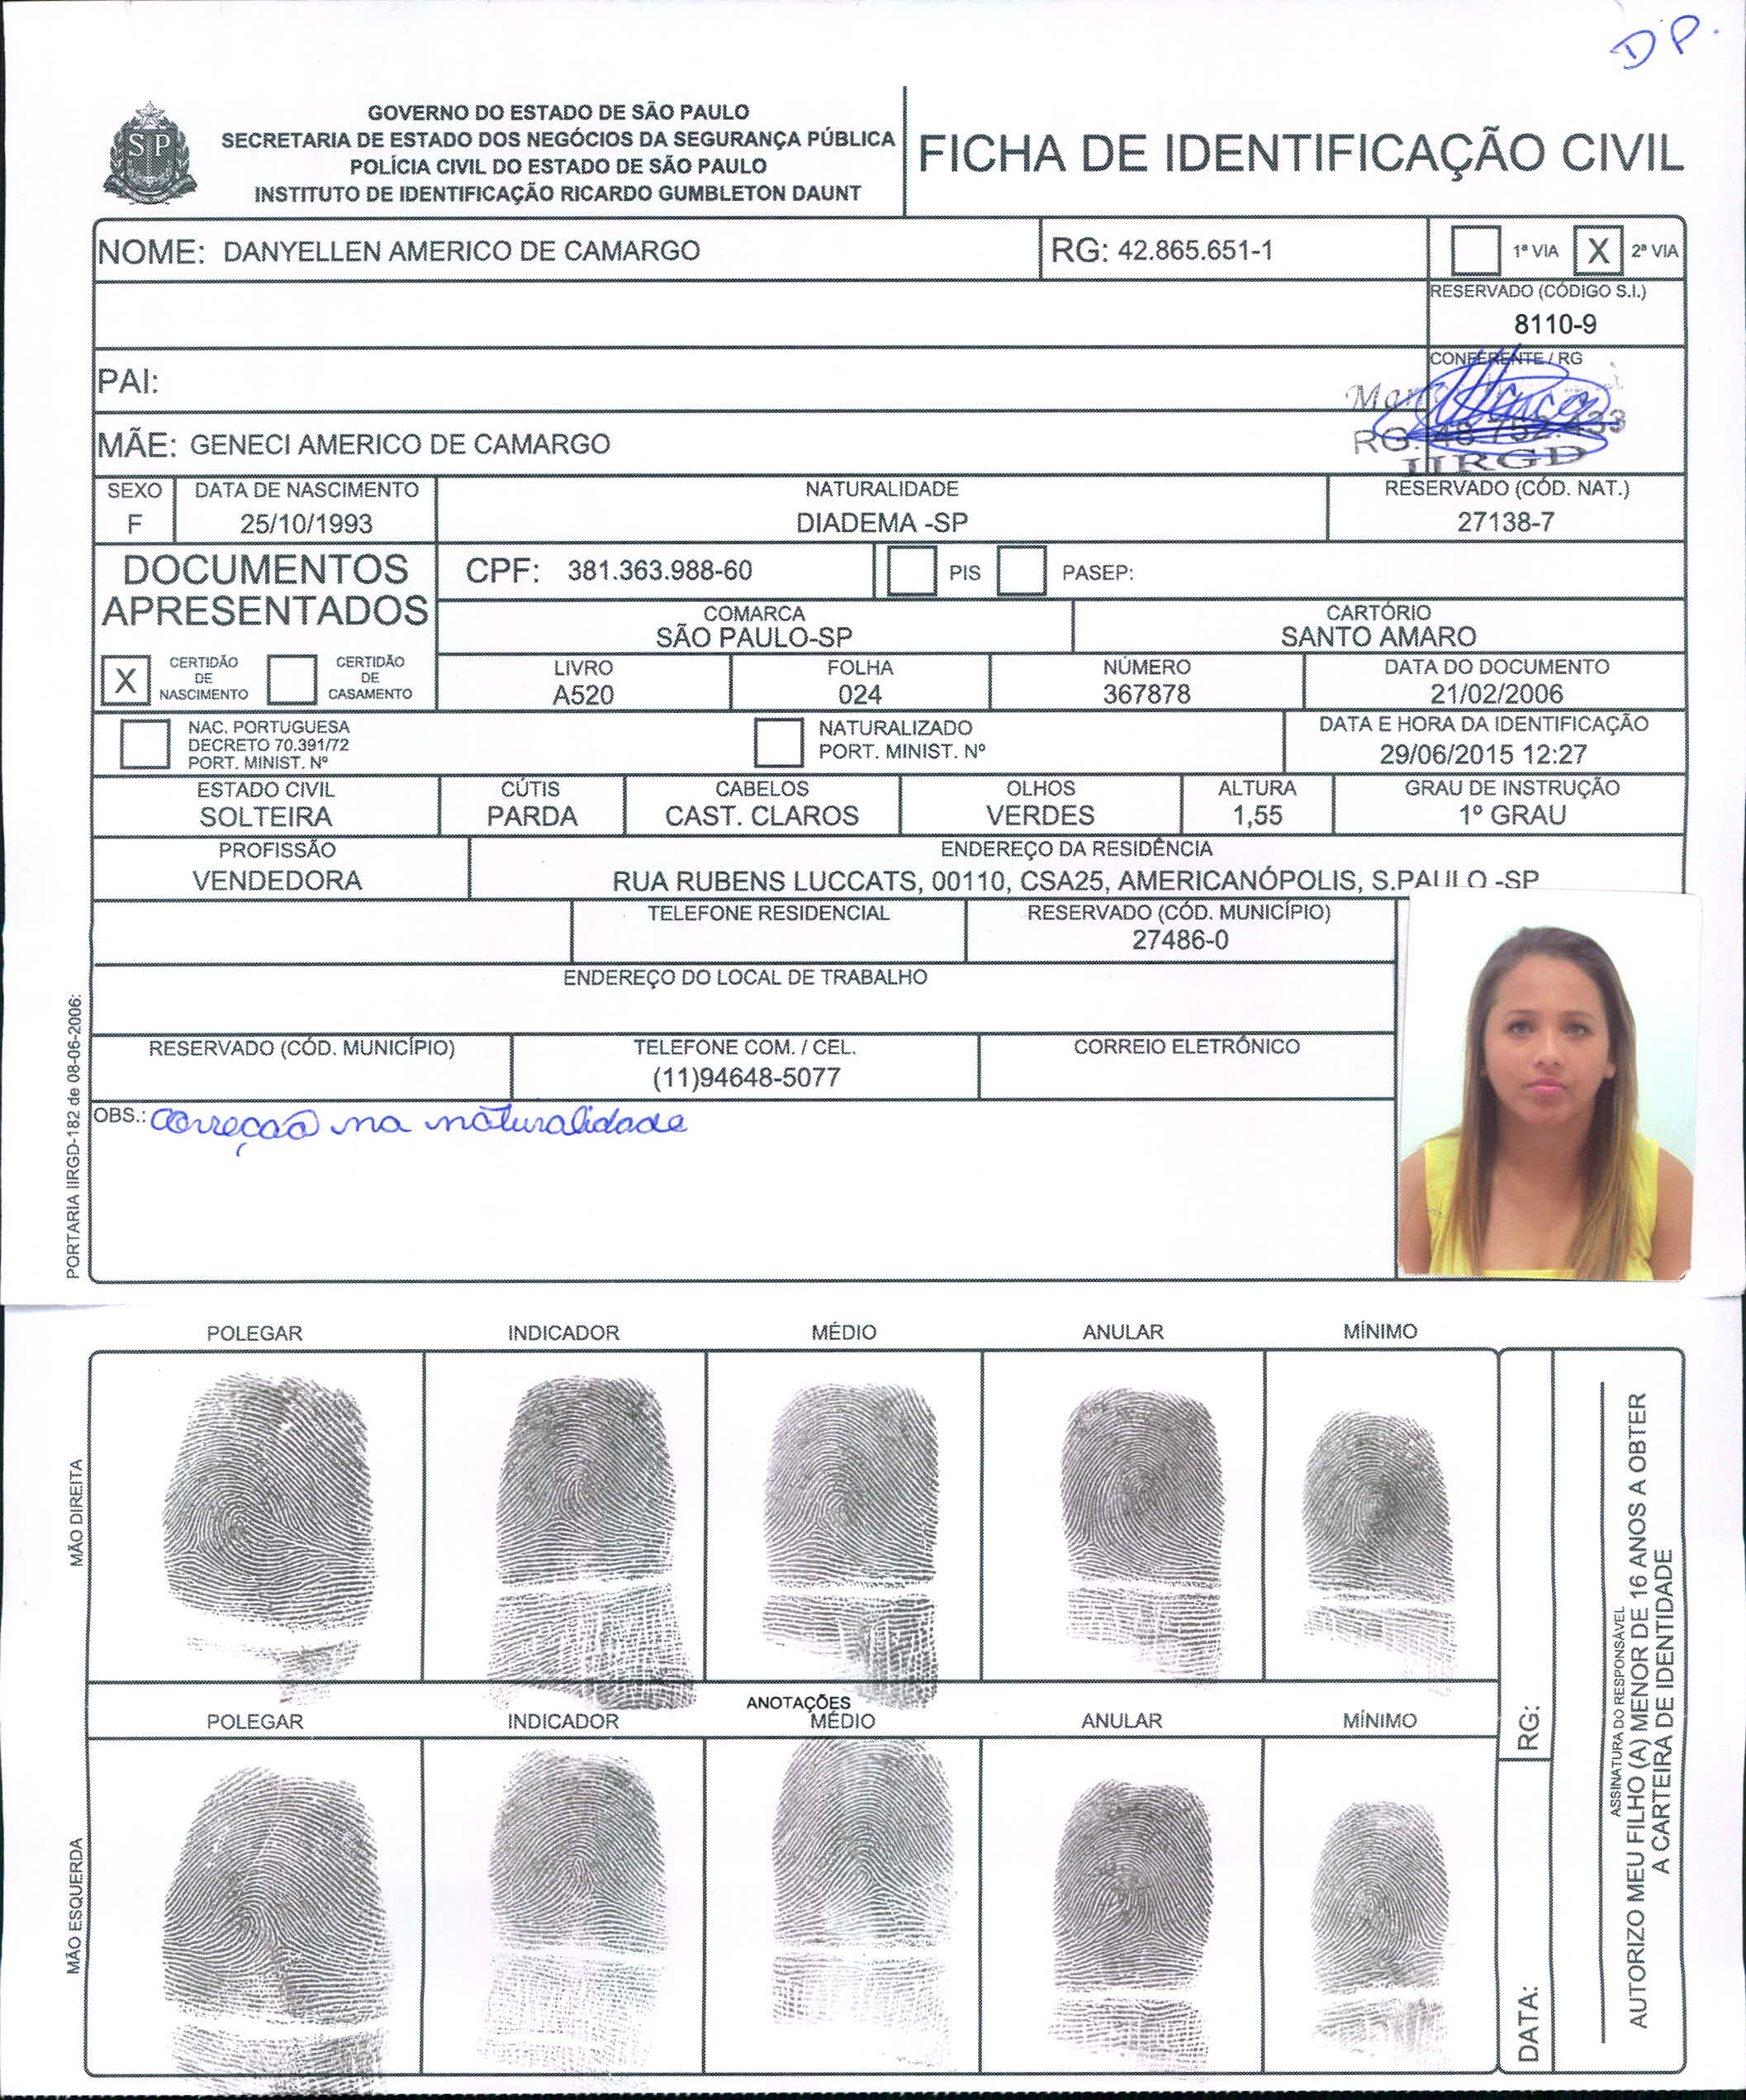 DP.
GOVERNO DO ESTADO DE SÃO PAULO
SECRETARIA DE ESTADO DOS NEGÓCIOS DA SEGURANÇA PÚBLICA
POLÍCIA CIVIL DO ESTADO DE SÃO PAULO
INSTITUTO DE IDENTIFICAÇÃO RICARDO GUMBLETON DAUNT
SP
FICHA DE IDENTIFICAÇÃO CIVIL
NOME: DANYELLEN AMERICO DE CAMARGO RG: 42.865.651-1 1ª VIA X 2ª VIA
RESERVADO (CÓDIGO S.I.)
8110-9
PAI: CONFERENTE / RG
MÃE: GENECI AMERICO DE CAMARGO
RG. 48 752.433
IIRGD
SEXO DATA DE NASCIMENTO NATURALIDADE RESERVADO (CÓD. NAT.)
F 25/10/1993 DIADEMA -SP 27138-7
DOCUMENTOS APRESENTADOS
CPF: 381.363.988-60 PIS PASEP:
COMARCA CARTÓRIO
SÃO PAULO-SP SANTO AMARO
X CERTIDÃO DE NASCIMENTO CERTIDÃO DE CASAMENTO
LIVRO FOLHA NÚMERO DATA DO DOCUMENTO
A520 024 367878 21/02/2006
NAC. PORTUGUESA
DECRETO 70.391/72
PORT. MINIST. Nº
NATURALIZADO
PORT. MINIST. Nº
DATA E HORA DA IDENTIFICAÇÃO
29/06/2015 12:27
ESTADO CIVIL CÚTIS CABELOS OLHOS ALTURA GRAU DE INSTRUÇÃO
SOLTEIRA PARDA CAST. CLAROS VERDES 1,55 1º GRAU
PROFISSÃO ENDEREÇO DA RESIDÊNCIA
VENDEDORA RUA RUBENS LUCCATS, 00110, CSA25, AMERICANÓPOLIS, S.PAULO -SP
TELEFONE RESIDENCIAL RESERVADO (CÓD. MUNICÍPIO)
27486-0
ENDEREÇO DO LOCAL DE TRABALHO
RESERVADO (CÓD. MUNICÍPIO) TELEFONE COM. / CEL. CORREIO ELETRÔNICO
(11)94648-5077
OBS.: Correção na naturalidade
PORTARIA IIRGD-182 de 08-06-2006:
POLEGAR INDICADOR MÉDIO ANULAR MÍNIMO
MÃO DIREITA
ANOTAÇÕES
POLEGAR INDICADOR MÉDIO ANULAR MÍNIMO
MÃO ESQUERDA
RG:
DATA:
ASSINATURA DO RESPONSÁVEL
AUTORIZO MEU FILHO (A) MENOR DE 16 ANOS A OBTER
A CARTEIRA DE IDENTIDADE